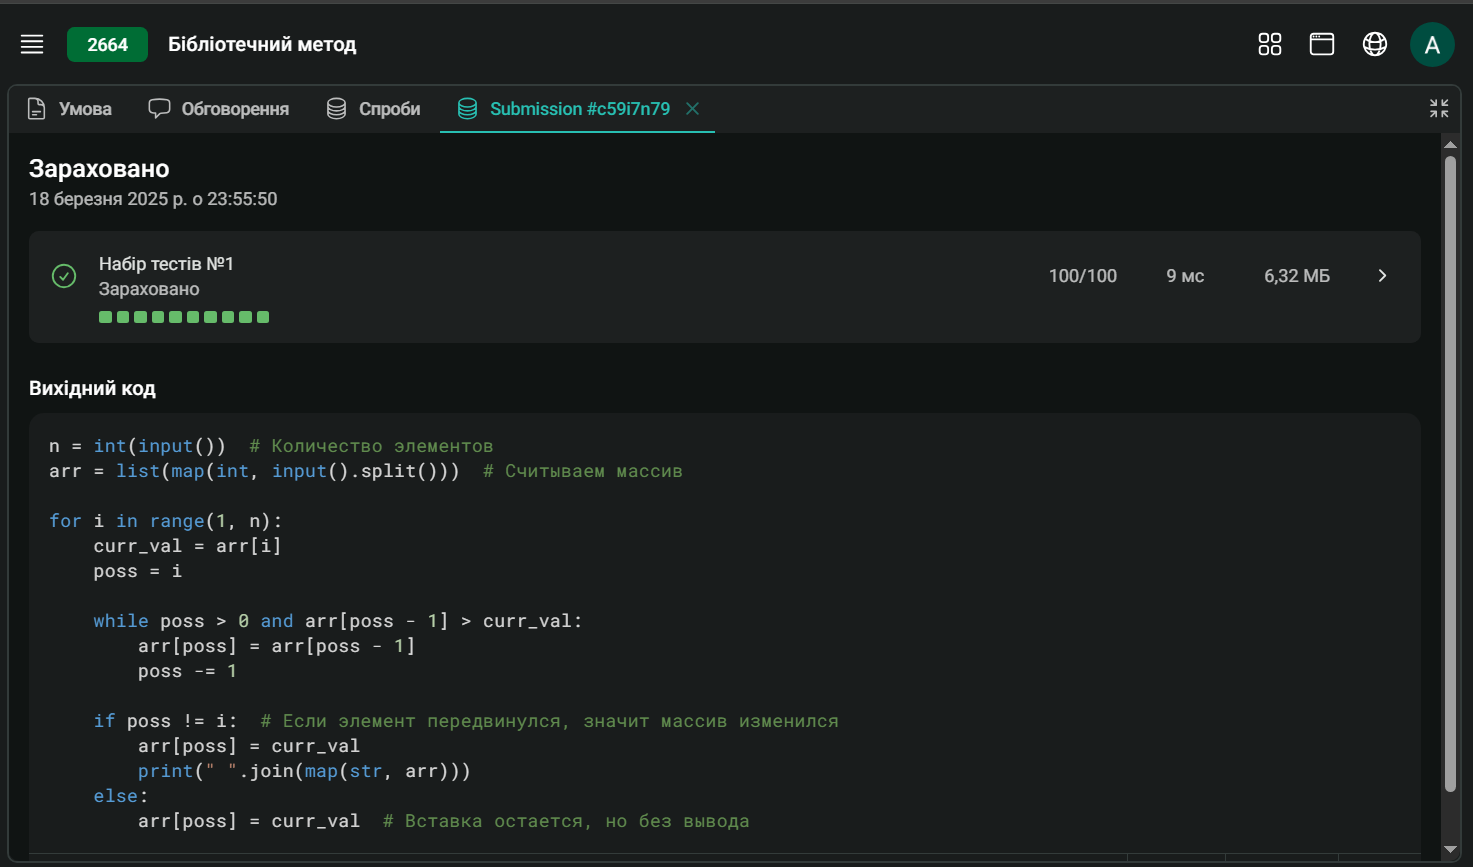 2664 Бібліотечний метод A
Умова Обговорення Спроби Submission #c59i7n79
Зараховано
18 березня 2025 р. о 23:55:50
Набір тестів №1
Зараховано
100/100 9 мс 6,32 МБ
Вихідний код
n = int(input())  # Количество элементов
arr = list(map(int, input().split()))  # Считываем массив
for i in range(1, n):
    curr_val = arr[i]
    poss = i
    while poss > 0 and arr[poss - 1] > curr_val:
        arr[poss] = arr[poss - 1]
        poss -= 1
    if poss != i:  # Если элемент передвинулся, значит массив изменился
        arr[poss] = curr_val
        print(" ".join(map(str, arr)))
    else:
        arr[poss] = curr_val  # Вставка остается, но без вывода